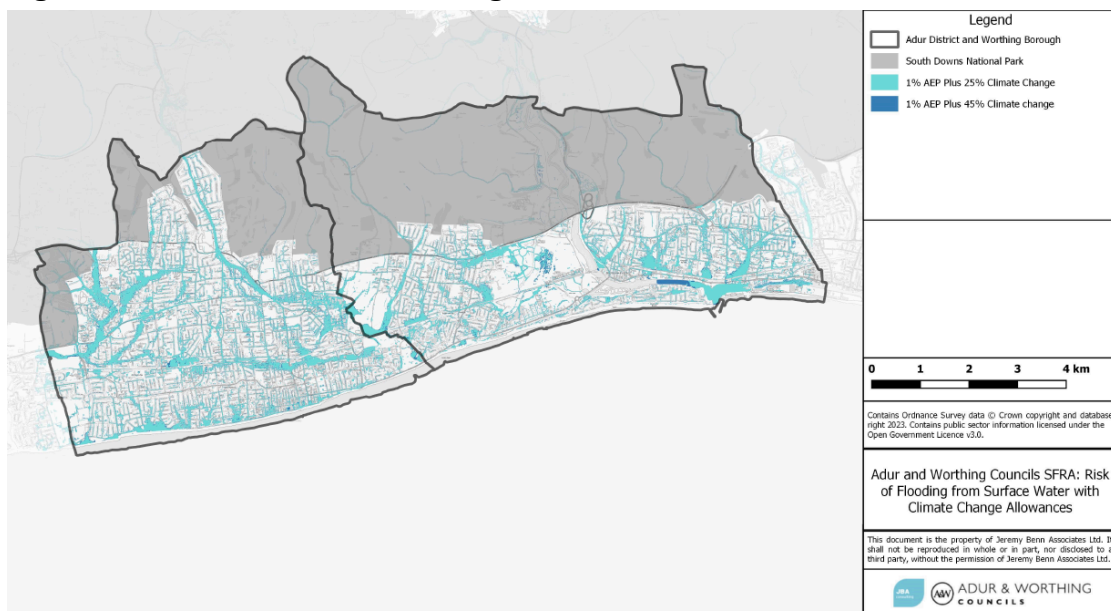 Legend
Adur District and Worthing Borough
South Downs National Park
1% AEP Plus 25% Climate Change
1% AEP Plus 45% Climate change
0 1 2 3 4 km
Contains Ordnance Survey data © Crown copyright and database
right 2023. Contains public sector information licensed under the
Open Government Licence v3.0.
Adur and Worthing Councils SFRA: Risk
of Flooding from Surface Water with
Climate Change Allowances
This document is the property of Jeremy Benn Associates Ltd. It
shall not be reproduced in whole or in part, nor disclosed to a
third party, without the permission of Jeremy Benn Associates Ltd.
JBA
consulting
A&W
ADUR & WORTHING
COUNCILS